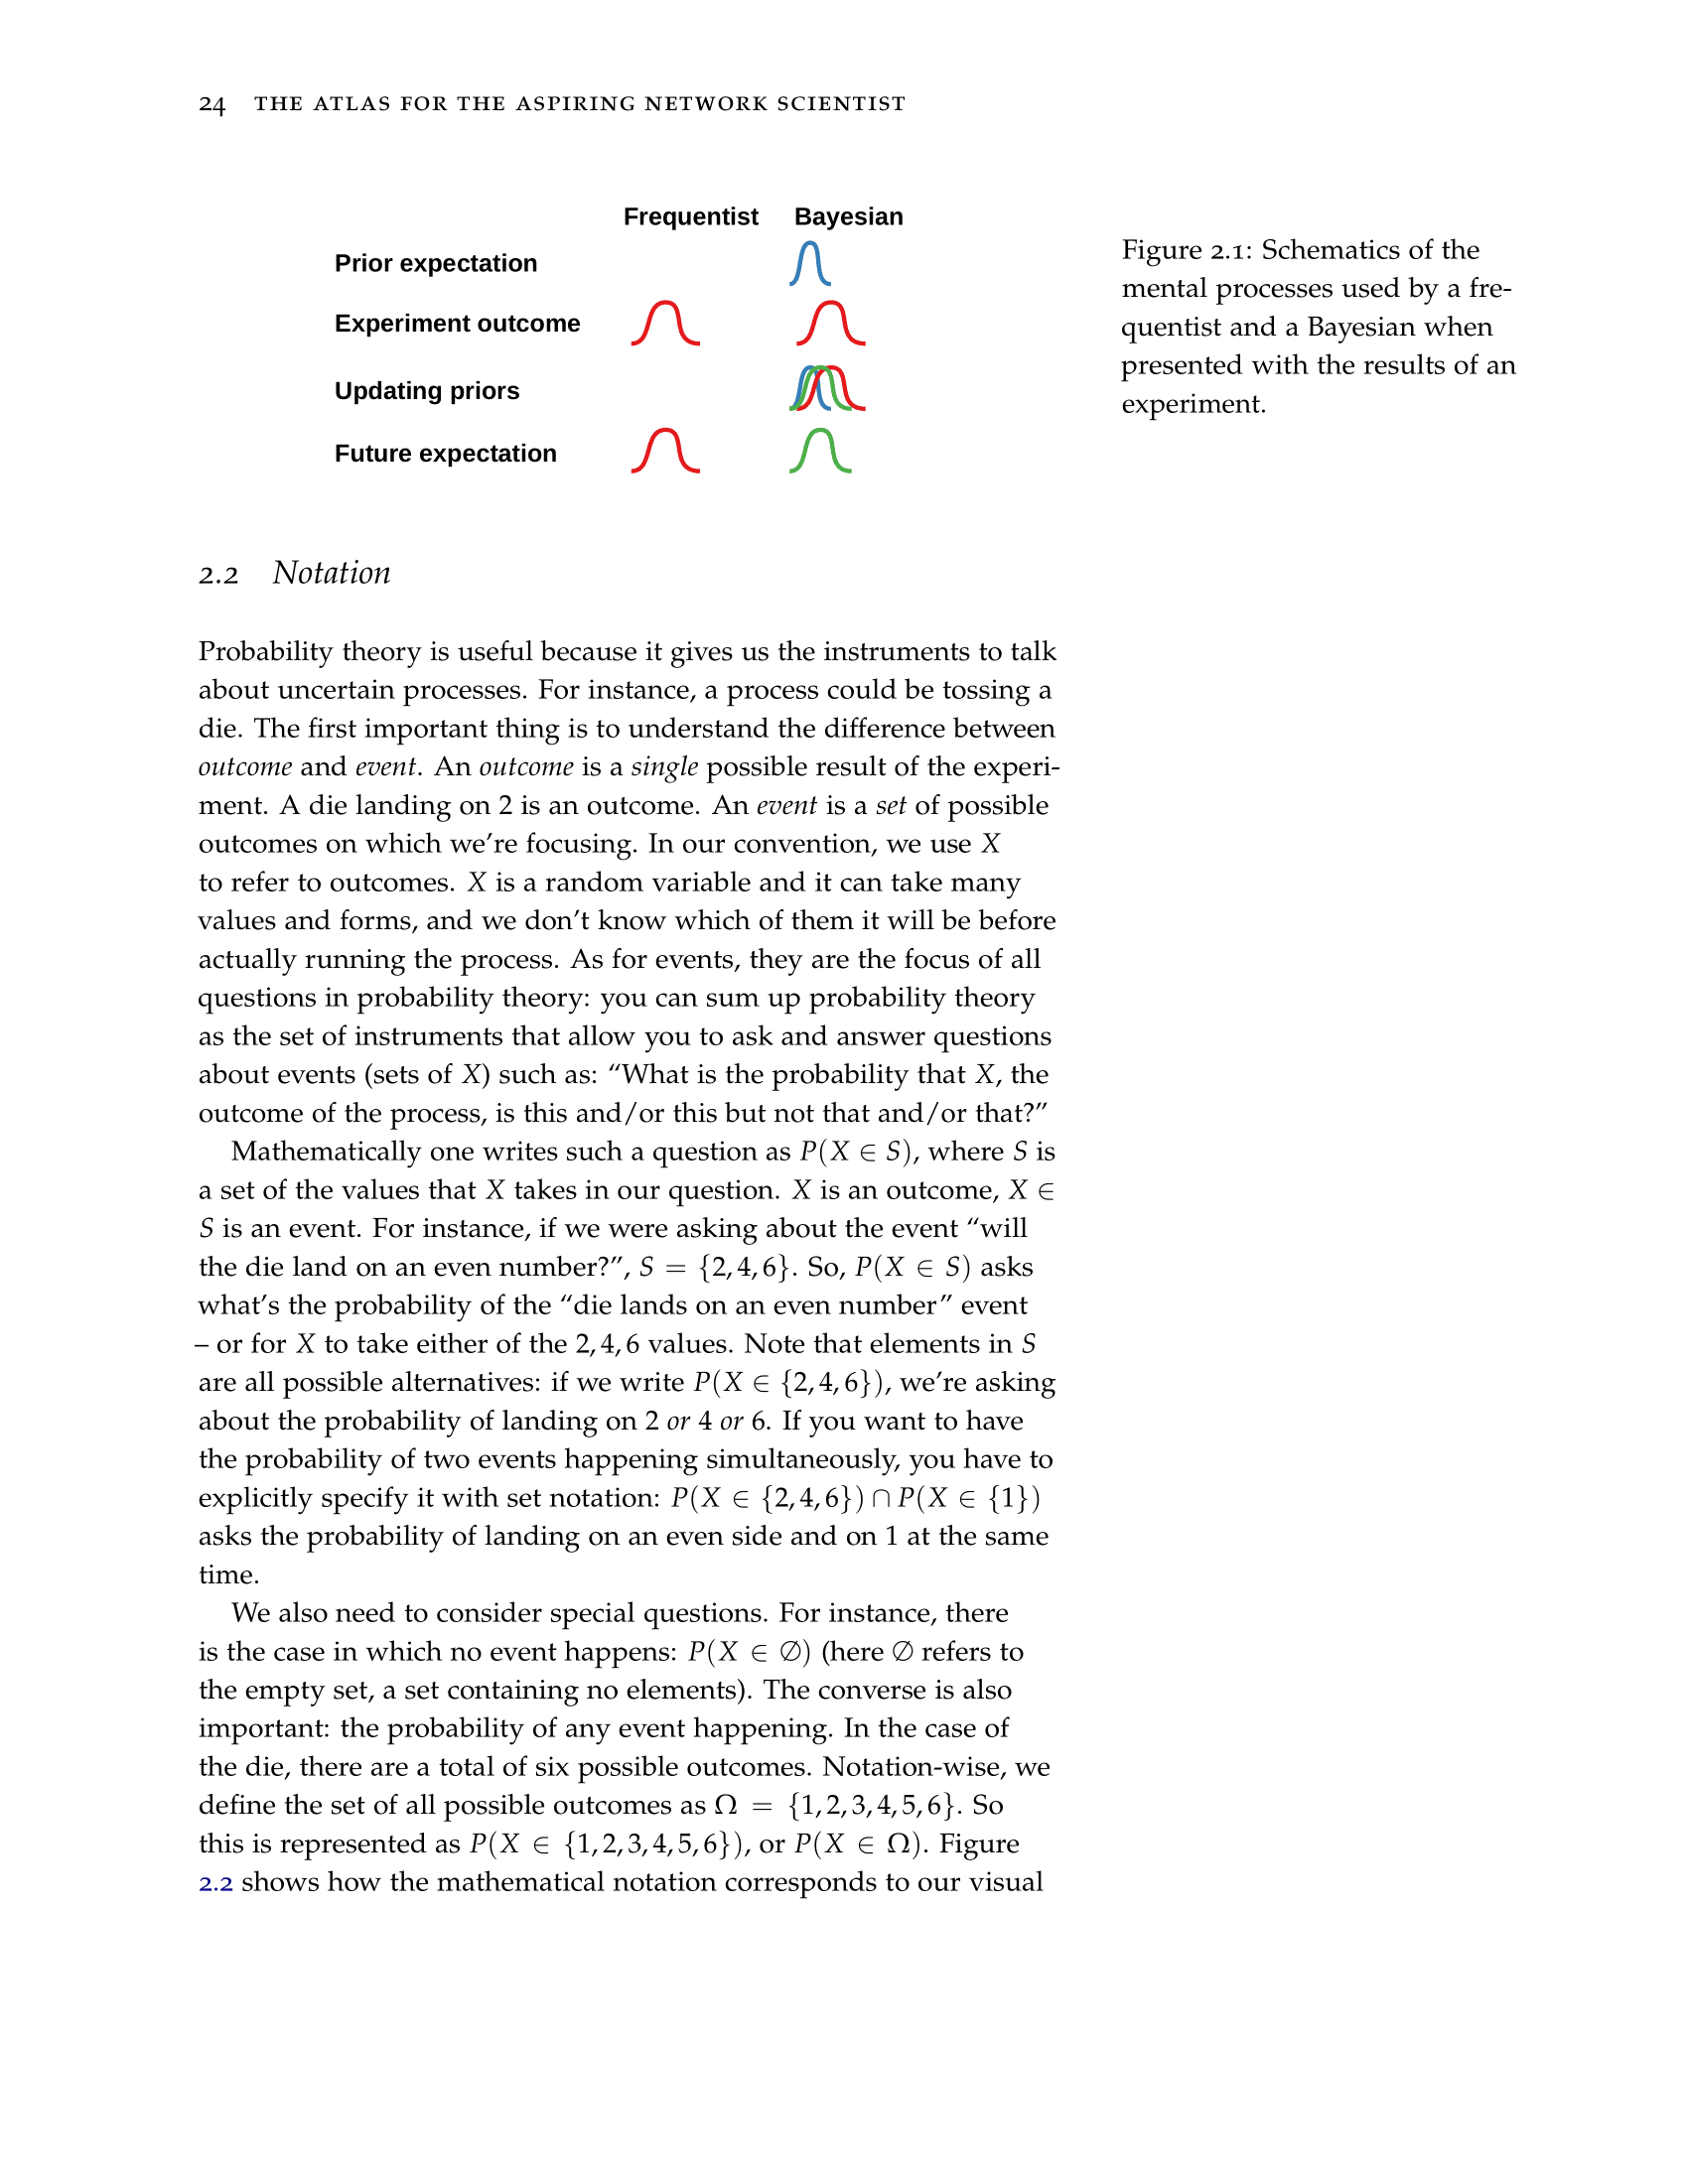 24 THE ATLAS FOR THE ASPIRING NETWORK SCIENTIST
Frequentist Bayesian
Prior expectation
Experiment outcome
Updating priors
Future expectation
Figure 2.1: Schematics of the
mental processes used by a fre-
quentist and a Bayesian when
presented with the results of an
experiment.
2.2 Notation
Probability theory is useful because it gives us the instruments to talk
about uncertain processes. For instance, a process could be tossing a
die. The first important thing is to understand the difference between
outcome and event. An outcome is a single possible result of the experi-
ment. A die landing on 2 is an outcome. An event is a set of possible
outcomes on which we’re focusing. In our convention, we use X
to refer to outcomes. X is a random variable and it can take many
values and forms, and we don’t know which of them it will be before
actually running the process. As for events, they are the focus of all
questions in probability theory: you can sum up probability theory
as the set of instruments that allow you to ask and answer questions
about events (sets of X) such as: “What is the probability that X, the
outcome of the process, is this and/or this but not that and/or that?”
Mathematically one writes such a question as P(X ∈ S), where S is
a set of the values that X takes in our question. X is an outcome, X ∈
S is an event. For instance, if we were asking about the event “will
the die land on an even number?”, S = {2, 4, 6}. So, P(X ∈ S) asks
what’s the probability of the “die lands on an even number” event
– or for X to take either of the 2, 4, 6 values. Note that elements in S
are all possible alternatives: if we write P(X ∈ {2, 4, 6}), we’re asking
about the probability of landing on 2 or 4 or 6. If you want to have
the probability of two events happening simultaneously, you have to
explicitly specify it with set notation: P(X ∈ {2, 4, 6}) ∩ P(X ∈ {1})
asks the probability of landing on an even side and on 1 at the same
time.
We also need to consider special questions. For instance, there
is the case in which no event happens: P(X ∈ ∅) (here ∅ refers to
the empty set, a set containing no elements). The converse is also
important: the probability of any event happening. In the case of
the die, there are a total of six possible outcomes. Notation-wise, we
define the set of all possible outcomes as Ω = {1, 2, 3, 4, 5, 6}. So
this is represented as P(X ∈ {1, 2, 3, 4, 5, 6}), or P(X ∈ Ω). Figure
2.2 shows how the mathematical notation corresponds to our visual